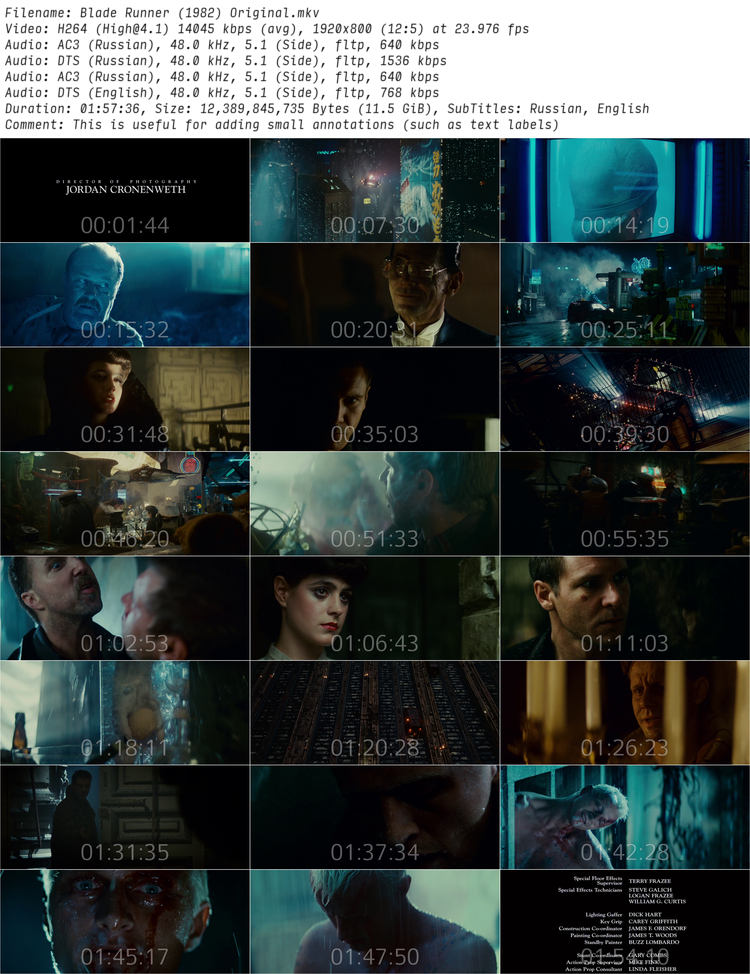 Filename: Blade Runner (1982) Original.mkv
Video: H264 (High@4.1) 14045 kbps (avg), 1920x800 (12:5) at 23.976 fps
Audio: AC3 (Russian), 48.0 kHz, 5.1 (Side), fltp, 640 kbps
Audio: DTS (Russian), 48.0 kHz, 5.1 (Side), fltp, 1536 kbps
Audio: AC3 (Russian), 48.0 kHz, 5.1 (Side), fltp, 640 kbps
Audio: DTS (English), 48.0 kHz, 5.1 (Side), fltp, 768 kbps
Duration: 01:57:36, Size: 12,389,845,735 Bytes (11.5 GiB), SubTitles: Russian, English
Comment: This is useful for adding small annotations (such as text labels)
DIRECTOR OF PHOTOGRAPHY
JORDAN CRONENWETH
00:01:44
00:07:30
00:14:19
00:15:32
00:20:31
00:25:11
00:31:48
00:35:03
00:39:30
00:46:20
00:51:33
00:55:35
01:02:53
01:06:43
01:11:03
01:18:11
01:20:28
01:26:23
01:31:35
01:37:34
01:42:28
01:45:17
01:47:50
Special Floor Effects Supervisor TERRY FRAZEE
Special Effects Technicians STEVE GALICH
LOGAN FRAZEE
WILLIAM G. CURTIS
Lighting Gaffer DICK HART
Key Grip CAREY GRIFFITH
Construction Co-ordinator JAMES F. ORENDORF
Painting Co-ordinator JAMES T. WOODS
Standby Painter BUZZ LOMBARDO
Stunt Co-ordinator GARY COMBS
Action Prop Supervisor MIKE FINK
Action Prop Consultant LINDA FLEISHER